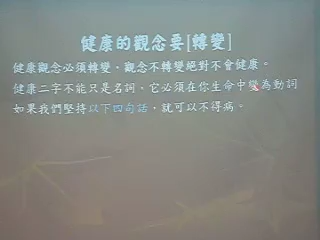 健康的觀念要[轉變]
健康觀念必須轉變、觀念不轉變絕對不會健康。
健康二字不能只是名詞、它必須在你生命中變為動詞
如果我們堅持以下四句話，就可以不得病。